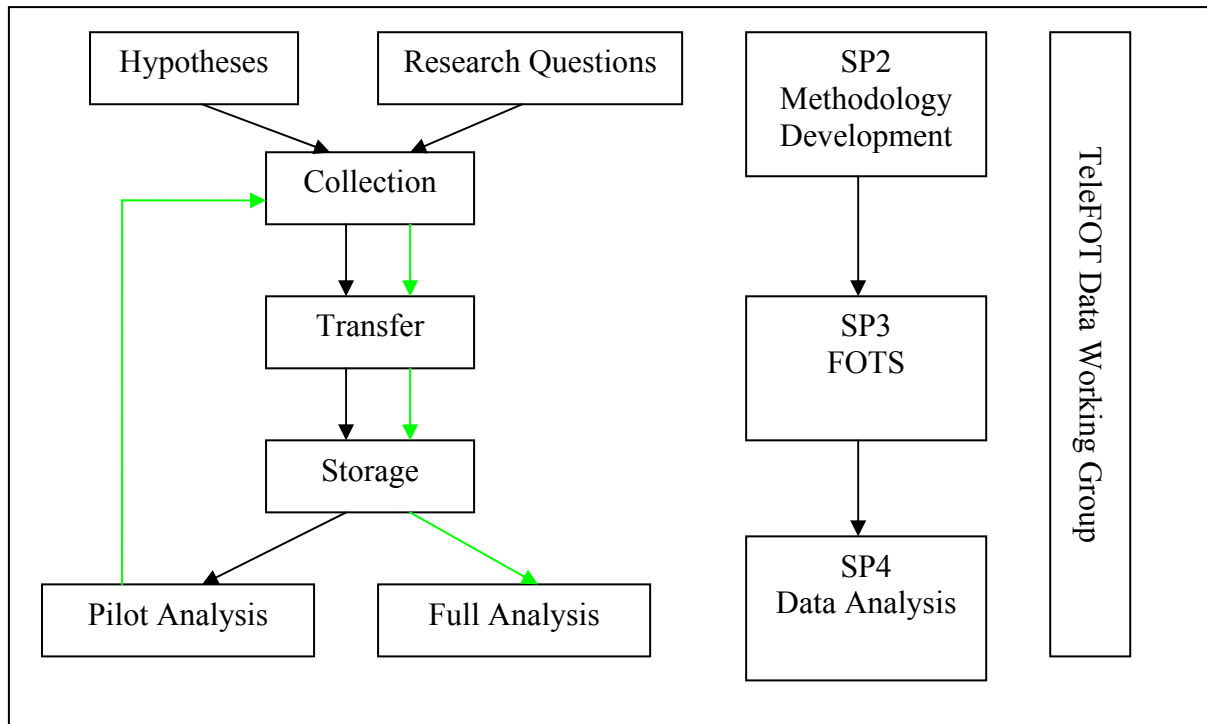 Hypotheses
Research Questions
Collection
Transfer
Storage
Pilot Analysis
Full Analysis
SP2
Methodology
Development
SP3
FOTS
SP4
Data Analysis
TeleFOT Data Working Group